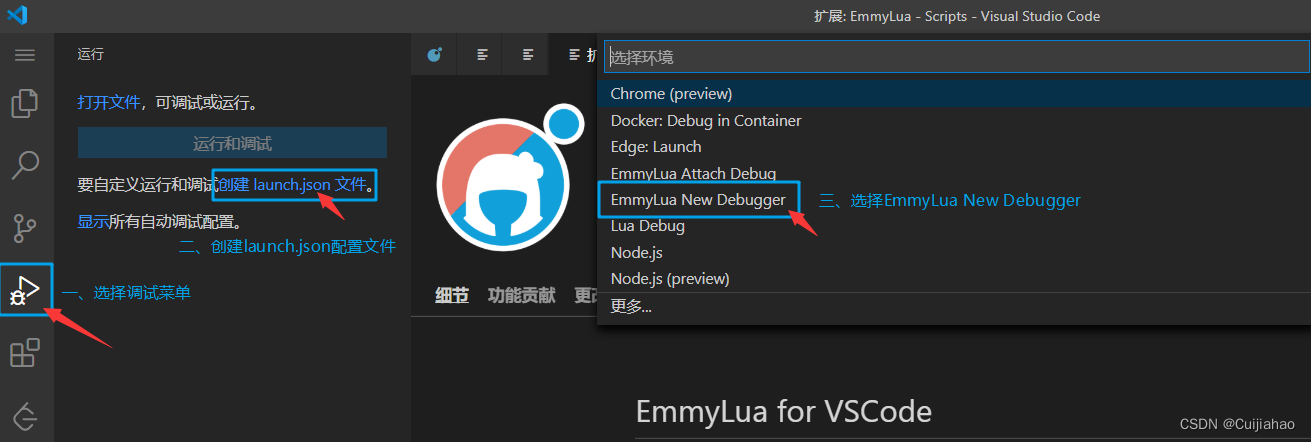 扩展: EmmyLua - Scripts - Visual Studio Code
运行
打开文件，可调试或运行。
运行和调试
要自定义运行和调试创建 launch.json 文件。
显示所有自动调试配置。
二、创建launch.json配置文件
一、选择调试菜单
扩
选择环境
Chrome (preview)
Docker: Debug in Container
Edge: Launch
EmmyLua Attach Debug
EmmyLua New Debugger
三、选择EmmyLua New Debugger
Lua Debug
Node.js
Node.js (preview)
更多...
细节 功能贡献 更改
EmmyLua for VSCode
CSDN @Cuijiahao